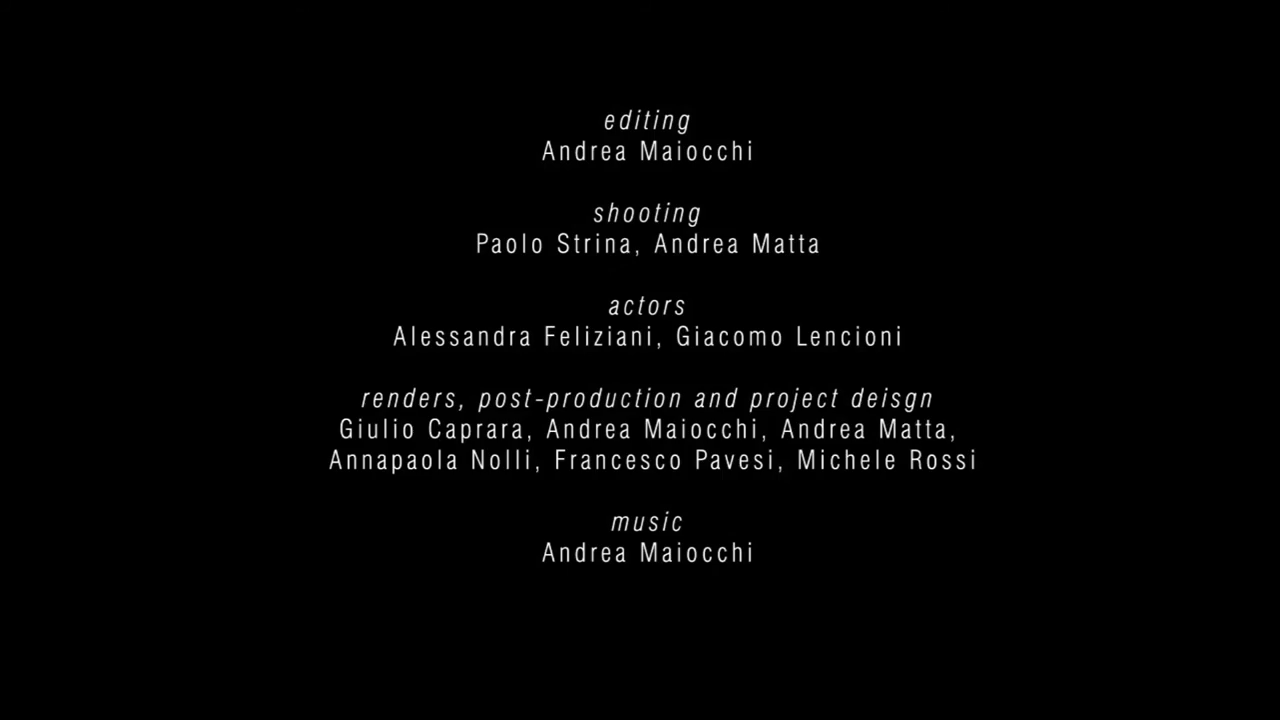 editing
Andrea Maiocchi
shooting
Paolo Strina, Andrea Matta
actors
Alessandra Feliziani, Giacomo Lencioni
renders, post-production and project deisgn
Giulio Caprara, Andrea Maiocchi, Andrea Matta,
Annapaola Nolli, Francesco Pavesi, Michele Rossi
music
Andrea Maiocchi